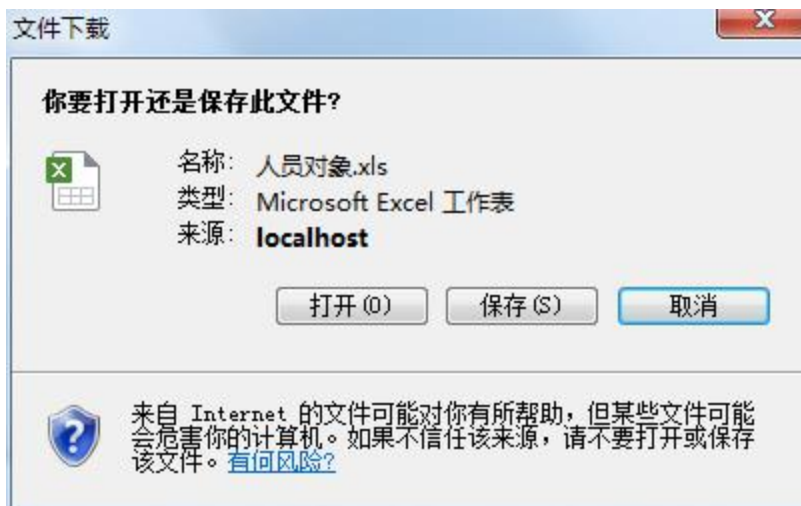 文件下载
你要打开还是保存此文件?
名称: 人员对象.xls
类型: Microsoft Excel 工作表
来源: localhost
打开(O) 保存(S) 取消
来自 Internet 的文件可能对你有所帮助，但某些文件可能
会危害你的计算机。如果不信任该来源，请不要打开或保存
该文件。有何风险?